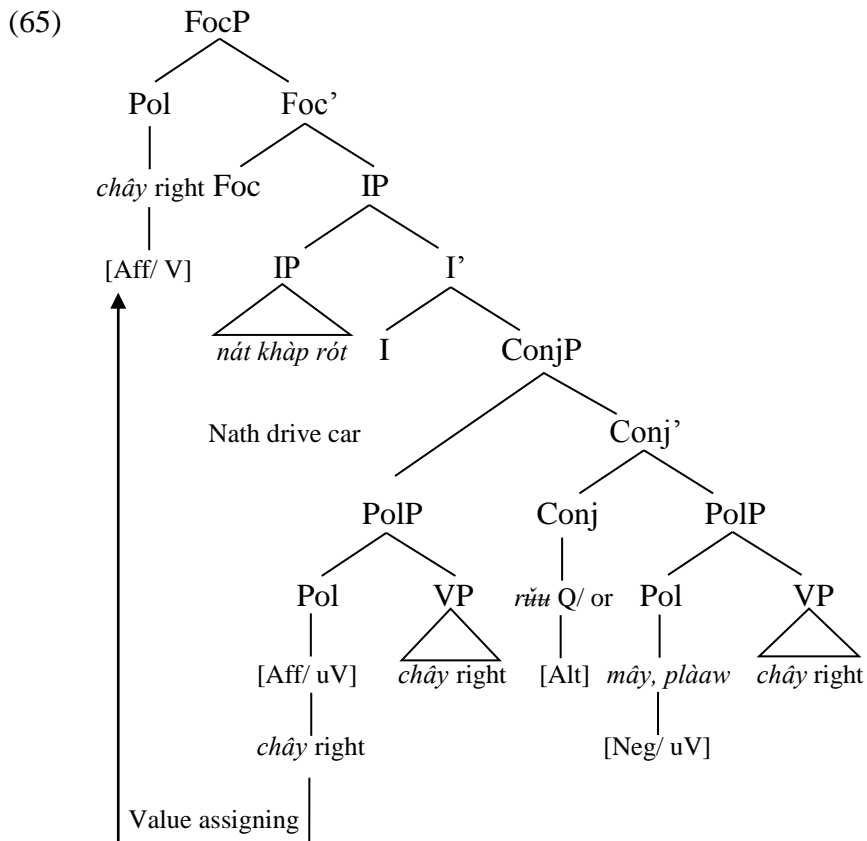 (65)
FocP
Pol Foc’
chây right Foc IP
[Aff/ V] IP I’
nát khàp rót I ConjP
Nath drive car Conj’
PolP Conj PolP
Pol VP rʉ̌ʉ Q/ or Pol VP
[Aff/ uV] chây right [Alt] mây, plàaw chây right
chây right [Neg/ uV]
Value assigning